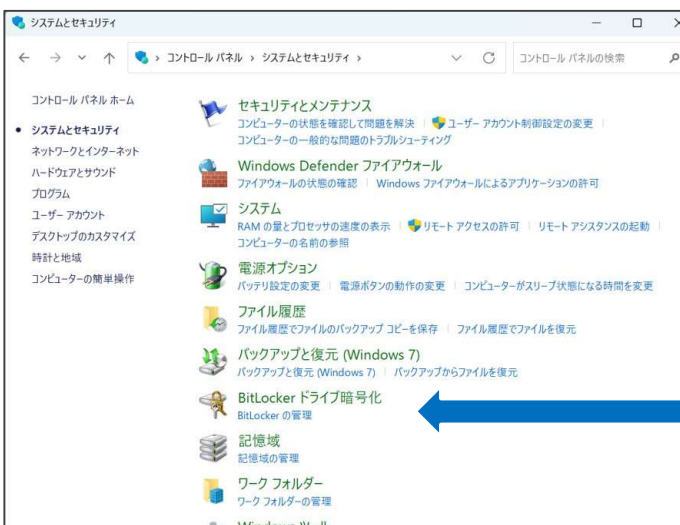 システムとセキュリティ
コントロール パネル › システムとセキュリティ ›
コントロール パネルの検索
コントロール パネル ホーム
システムとセキュリティ
ネットワークとインターネット
ハードウェアとサウンド
プログラム
ユーザー アカウント
デスクトップのカスタマイズ
時計と地域
コンピューターの簡単操作
セキュリティとメンテナンス
コンピューターの状態を確認して問題を解決 | ユーザー アカウント制御設定の変更 |
コンピューターの一般的な問題のトラブルシューティング
Windows Defender ファイアウォール
ファイアウォールの状態の確認 | Windows ファイアウォールによるアプリケーションの許可
システム
RAM の量とプロセッサの速度の表示 | リモート アクセスの許可 | リモート アシスタンスの起動 |
コンピューターの名前の参照
電源オプション
バッテリ設定の変更 | 電源ボタンの動作の変更 | コンピューターがスリープ状態になる時間を変更
ファイル履歴
ファイル履歴でファイルのバックアップ コピーを保存 | ファイル履歴でファイルを復元
バックアップと復元 (Windows 7)
バックアップと復元 (Windows 7) | バックアップからファイルを復元
BitLocker ドライブ暗号化
BitLocker の管理
記憶域
記憶域の管理
ワーク フォルダー
ワーク フォルダーの管理
Windows ツール